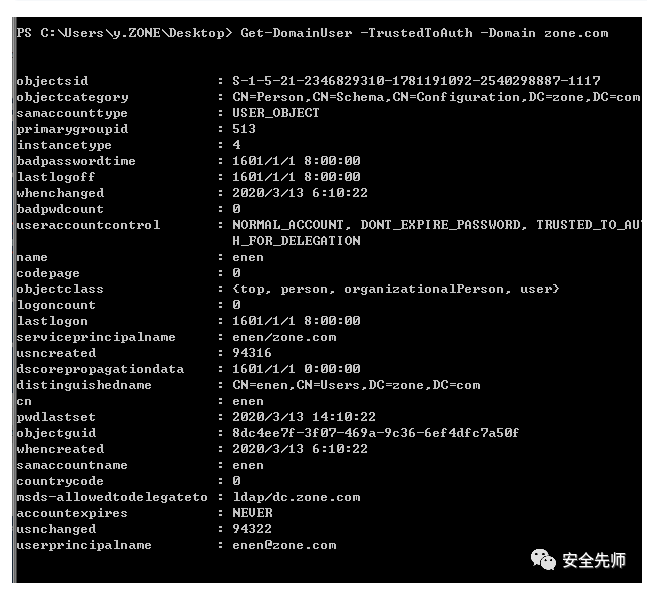 PS C:\Users\y.ZONE\Desktop> Get-DomainUser -TrustedToAuth -Domain zone.com
objectsid : S-1-5-21-2346829310-1781191092-2540298887-1117
objectcategory : CN=Person,CN=Schema,CN=Configuration,DC=zone,DC=com
samaccounttype : USER_OBJECT
primarygroupid : 513
instancetype : 4
badpasswordtime : 1601/1/1 8:00:00
lastlogoff : 1601/1/1 8:00:00
whenchanged : 2020/3/13 6:10:22
badpwdcount : 0
useraccountcontrol : NORMAL_ACCOUNT, DONT_EXPIRE_PASSWORD, TRUSTED_TO_AUT
H_FOR_DELEGATION
name : enen
codepage : 0
objectclass : {top, person, organizationalPerson, user}
logoncount : 0
lastlogon : 1601/1/1 8:00:00
serviceprincipalname : enen/zone.com
usncreated : 94316
dscorepropagationdata : 1601/1/1 0:00:00
distinguishedname : CN=enen,CN=Users,DC=zone,DC=com
cn : enen
pwdlastset : 2020/3/13 14:10:22
objectguid : 8dc4ee7f-3f07-469a-9c36-6ef4dfc7a50f
whencreated : 2020/3/13 6:10:22
samaccountname : enen
countrycode : 0
msds-allowedtodelegateto : ldap/dc.zone.com
accountexpires : NEVER
usnchanged : 94322
userprincipalname : enen@zone.com
安全先师